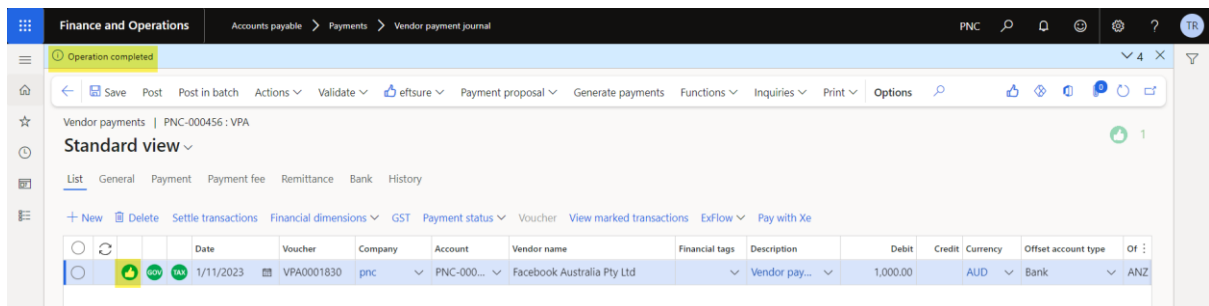 Finance and Operations Accounts payable Payments Vendor payment journal PNC ? TR
Operation completed 4
Save Post Post in batch Actions Validate eftsure Payment proposal Generate payments Functions Inquiries Print Options 0
Vendor payments | PNC-000456 : VPA
Standard view 1
List General Payment Payment fee Remittance Bank History
New Delete Settle transactions Financial dimensions GST Payment status Voucher View marked transactions ExFlow Pay with Xe
Date Voucher Company Account Vendor name Financial tags Description Debit Credit Currency Offset account type Of
GOV TAX 1/11/2023 VPA0001830 pnc PNC-000... Facebook Australia Pty Ltd Vendor pay... 1,000.00 AUD Bank ANZ